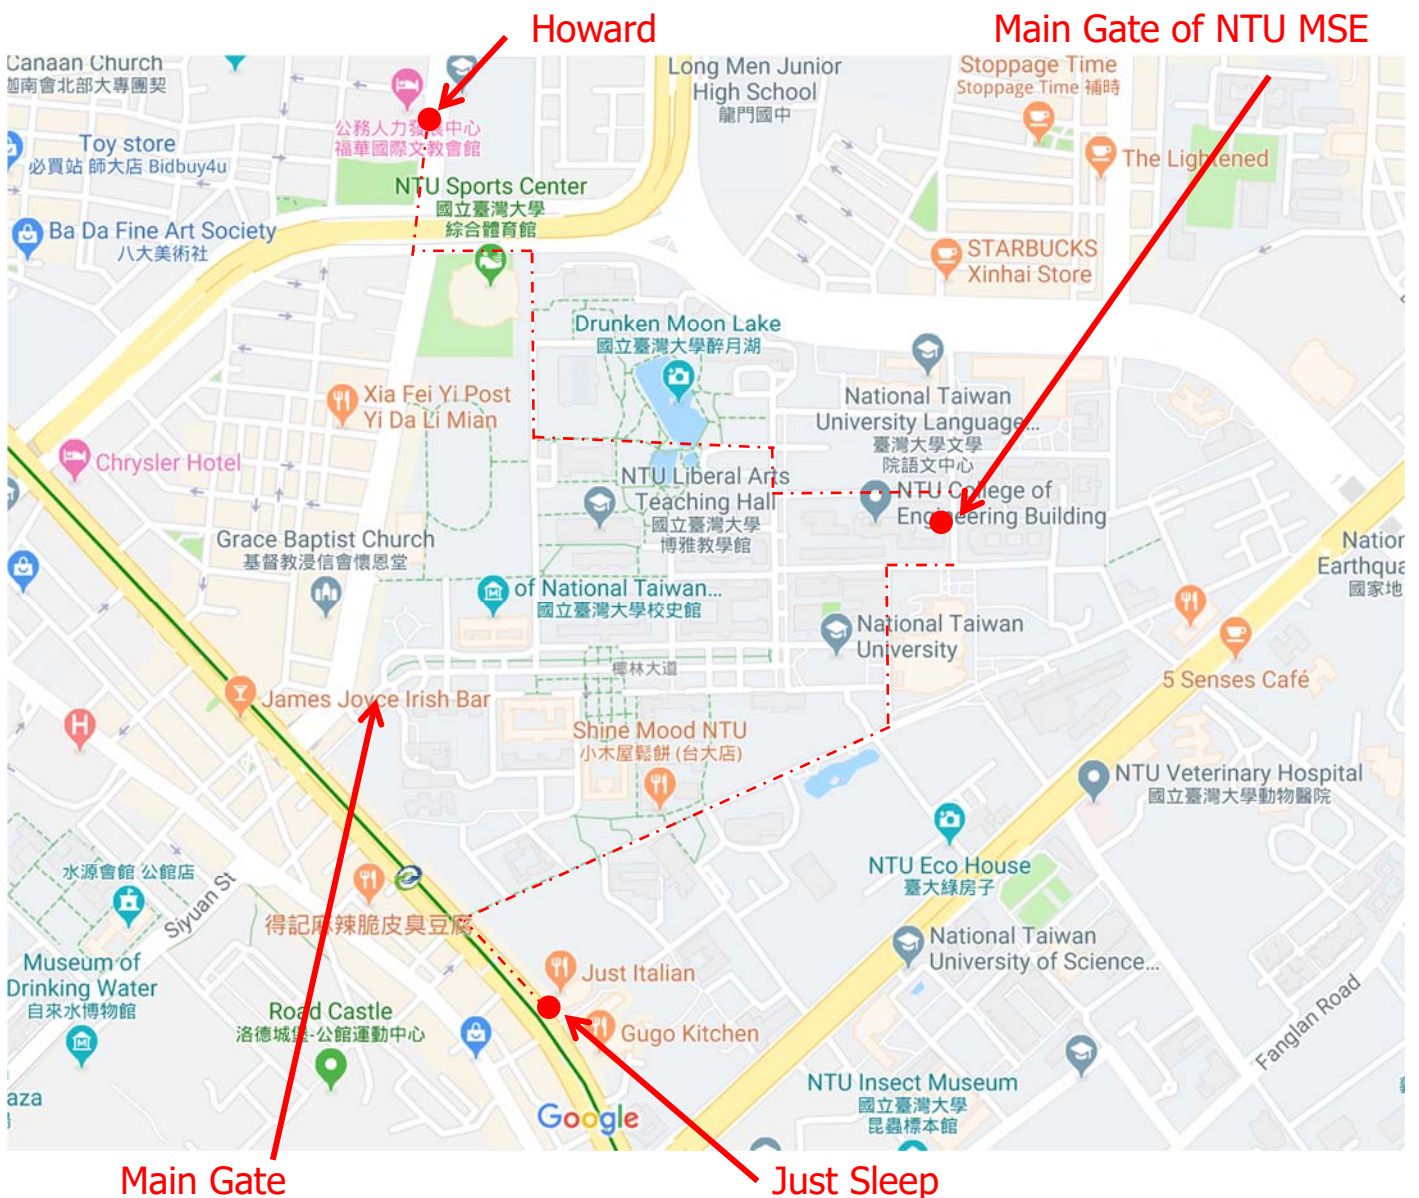 Howard
Main Gate of NTU MSE
Canaan Church
迦南會北部大專團契
Long Men Junior
High School
龍門國中
Stoppage Time
Stoppage Time 補時
公務人力發展中心
福華國際文教會館
Toy store
必買站 師大店 Bidbuy4u
The Lightened
NTU Sports Center
國立臺灣大學
綜合體育館
Ba Da Fine Art Society
八大美術社
STARBUCKS
Xinhai Store
Drunken Moon Lake
國立臺灣大學醉月湖
Xia Fei Yi Post
Yi Da Li Mian
National Taiwan
University Language...
臺灣大學文學
院語文中心
Chrysler Hotel
NTU Liberal Arts
Teaching Hall
國立臺灣大學
博雅教學館
NTU College of
Engineering Building
Grace Baptist Church
基督教浸信會懷恩堂
Nation
Earthqua
國家地
of National Taiwan...
國立臺灣大學校史館
National Taiwan
University
椰林大道
5 Senses Café
James Joyce Irish Bar
H
Shine Mood NTU
小木屋鬆餅 (台大店)
NTU Veterinary Hospital
國立臺灣大學動物醫院
水源會館 公館店
Siyuan St
NTU Eco House
臺大綠房子
得記麻辣脆皮臭豆腐
National Taiwan
University of Science...
Museum of
Drinking Water
自來水博物館
Just Italian
Road Castle
洛德城堡-公館運動中心
Gugo Kitchen
Fanglan Road
NTU Insect Museum
國立臺灣大學
昆蟲標本館
aza
Google
Main Gate
Just Sleep